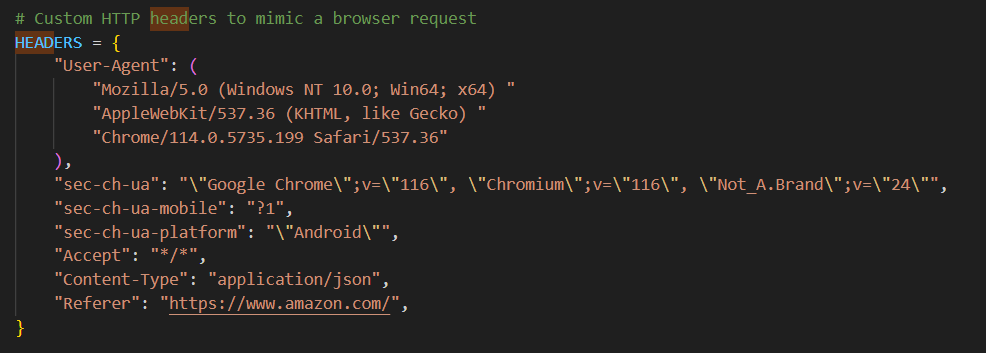 # Custom HTTP headers to mimic a browser request
HEADERS = {
"User-Agent": (
"Mozilla/5.0 (Windows NT 10.0; Win64; x64) "
"AppleWebKit/537.36 (KHTML, like Gecko) "
"Chrome/114.0.5735.199 Safari/537.36"
),
"sec-ch-ua": "\"Google Chrome\";v=\"116\", \"Chromium\";v=\"116\", \"Not_A.Brand\";v=\"24\"",
"sec-ch-ua-mobile": "?1",
"sec-ch-ua-platform": "\"Android\"",
"Accept": "*/*",
"Content-Type": "application/json",
"Referer": "https://www.amazon.com/",
}